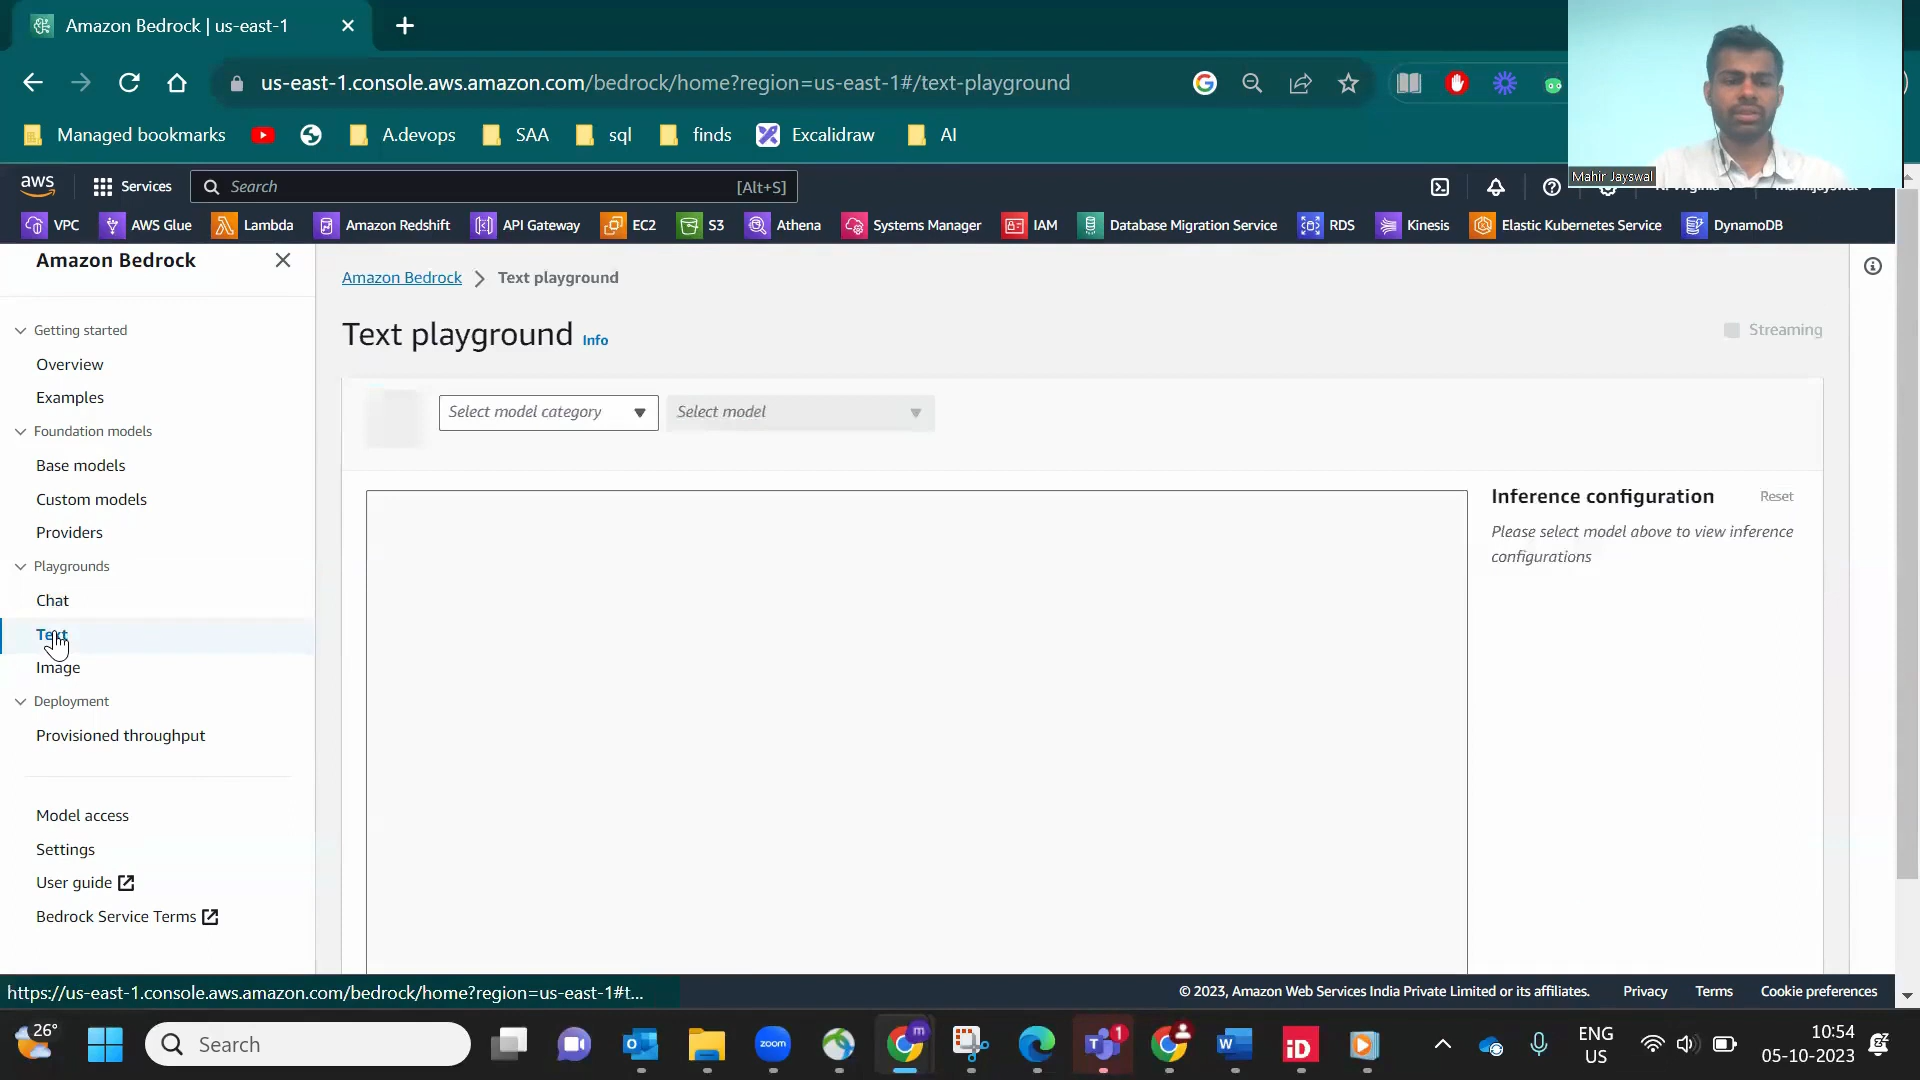 Amazon Bedrock | us-east-1
us-east-1.console.aws.amazon.com/bedrock/home?region=us-east-1#/text-playground
Managed bookmarks
A.devops
SAA
sql
finds
Excalidraw
AI
Mahir Jayswal
aws
Services
Search
[Alt+S]
VPC
AWS Glue
Lambda
Amazon Redshift
API Gateway
EC2
S3
Athena
Systems Manager
IAM
Database Migration Service
RDS
Kinesis
Elastic Kubernetes Service
DynamoDB
Amazon Bedrock
Getting started
Overview
Examples
Foundation models
Base models
Custom models
Providers
Playgrounds
Chat
Text
Image
Deployment
Provisioned throughput
Model access
Settings
User guide
Bedrock Service Terms
Amazon Bedrock > Text playground
Text playground Info
Streaming
Select model category
Select model
Inference configuration
Reset
Please select model above to view inference
configurations
https://us-east-1.console.aws.amazon.com/bedrock/home?region=us-east-1#t...
© 2023, Amazon Web Services India Private Limited or its affiliates.
Privacy
Terms
Cookie preferences
26°
Search
zoom
1
iD
ENG
US
10:54
05-10-2023